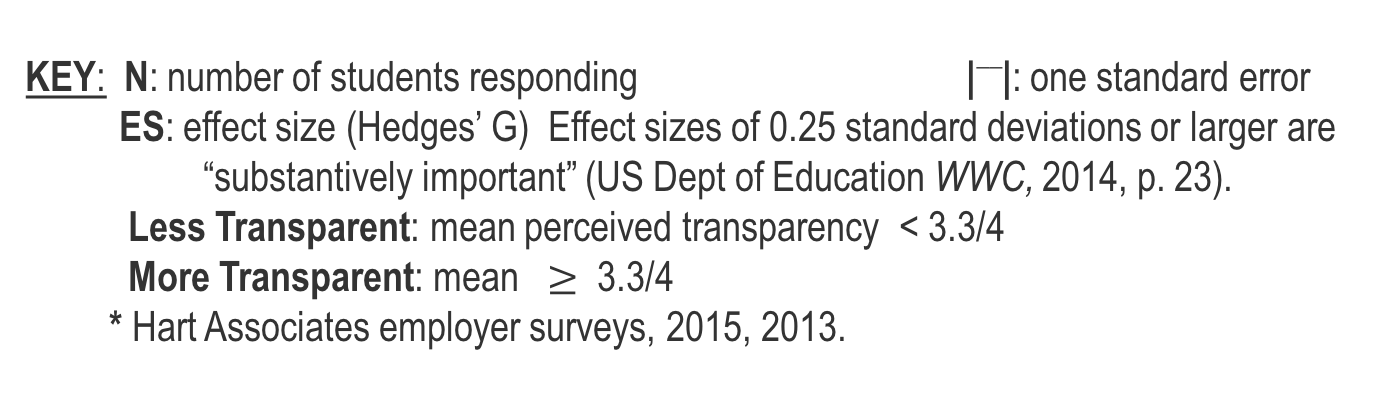 KEY: N: number of students responding |—|: one standard error
ES: effect size (Hedges’ G) Effect sizes of 0.25 standard deviations or larger are
“substantively important” (US Dept of Education WWC, 2014, p. 23).
Less Transparent: mean perceived transparency < 3.3/4
More Transparent: mean ≥ 3.3/4
* Hart Associates employer surveys, 2015, 2013.